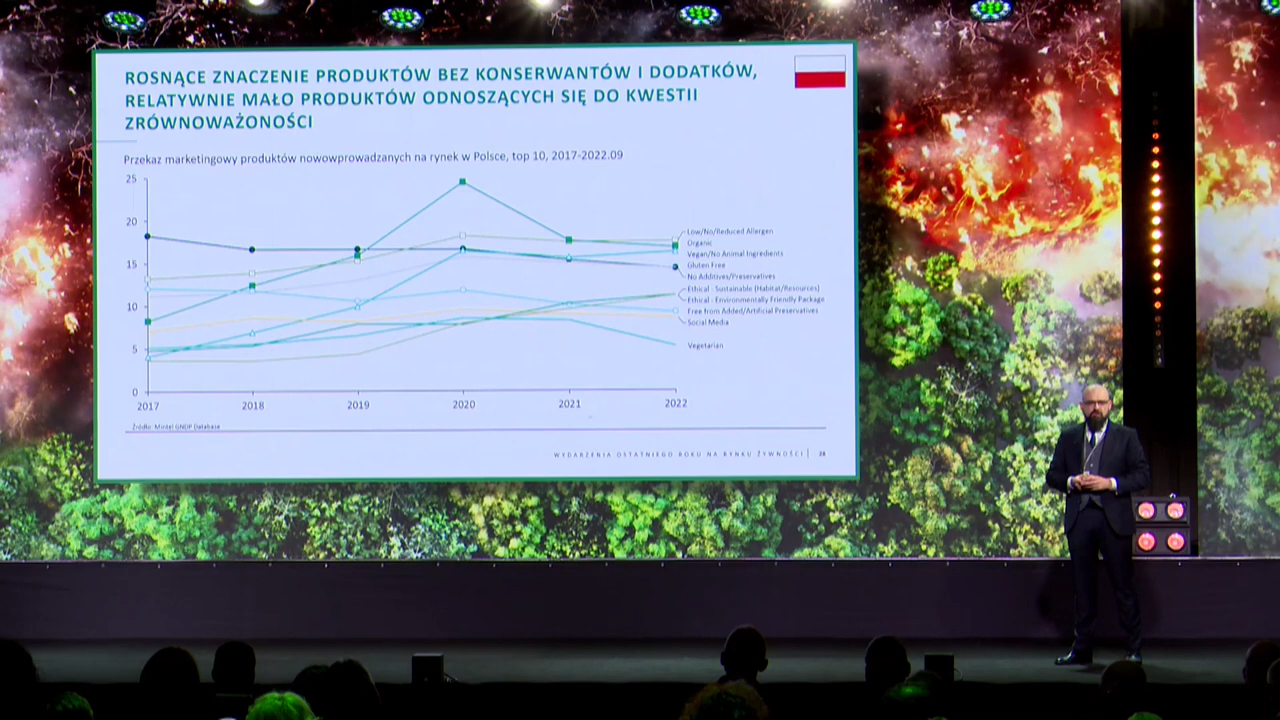 ROSNĄCE ZNACZENIE PRODUKTÓW BEZ KONSERWANTÓW I DODATKÓW,
RELATYWNIE MAŁO PRODUKTÓW ODNOSZĄCYCH SIĘ DO KWESTII
ZRÓWNOWAŻONOŚCI
Przekaz marketingowy produktów nowowprowadzanych na rynek w Polsce, top 10, 2017-2022.09
25
20
15
10
5
0
2017 2018 2019 2020 2021 2022
Low/No/Reduced Allergen
Organic
Vegan/No Animal Ingredients
Gluten Free
No Additives/Preservatives
Ethical - Sustainable (Habitat/Resources)
Ethical - Environmentally Friendly Package
Free from Added/Artificial Preservatives
Social Media
Vegetarian
Źródło: Mintel GNPD Database
WYDARZENIA OSTATNIEGO ROKU NA RYNKU ŻYWNOŚCI | 28